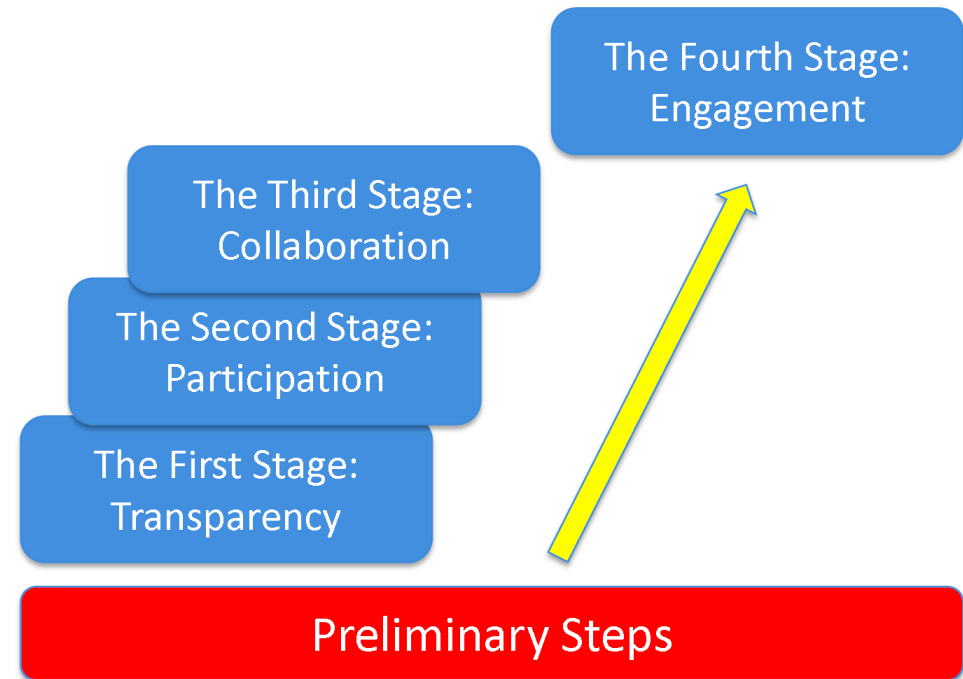 The Fourth Stage:
Engagement
The Third Stage:
Collaboration
The Second Stage:
Participation
The First Stage:
Transparency
Preliminary Steps